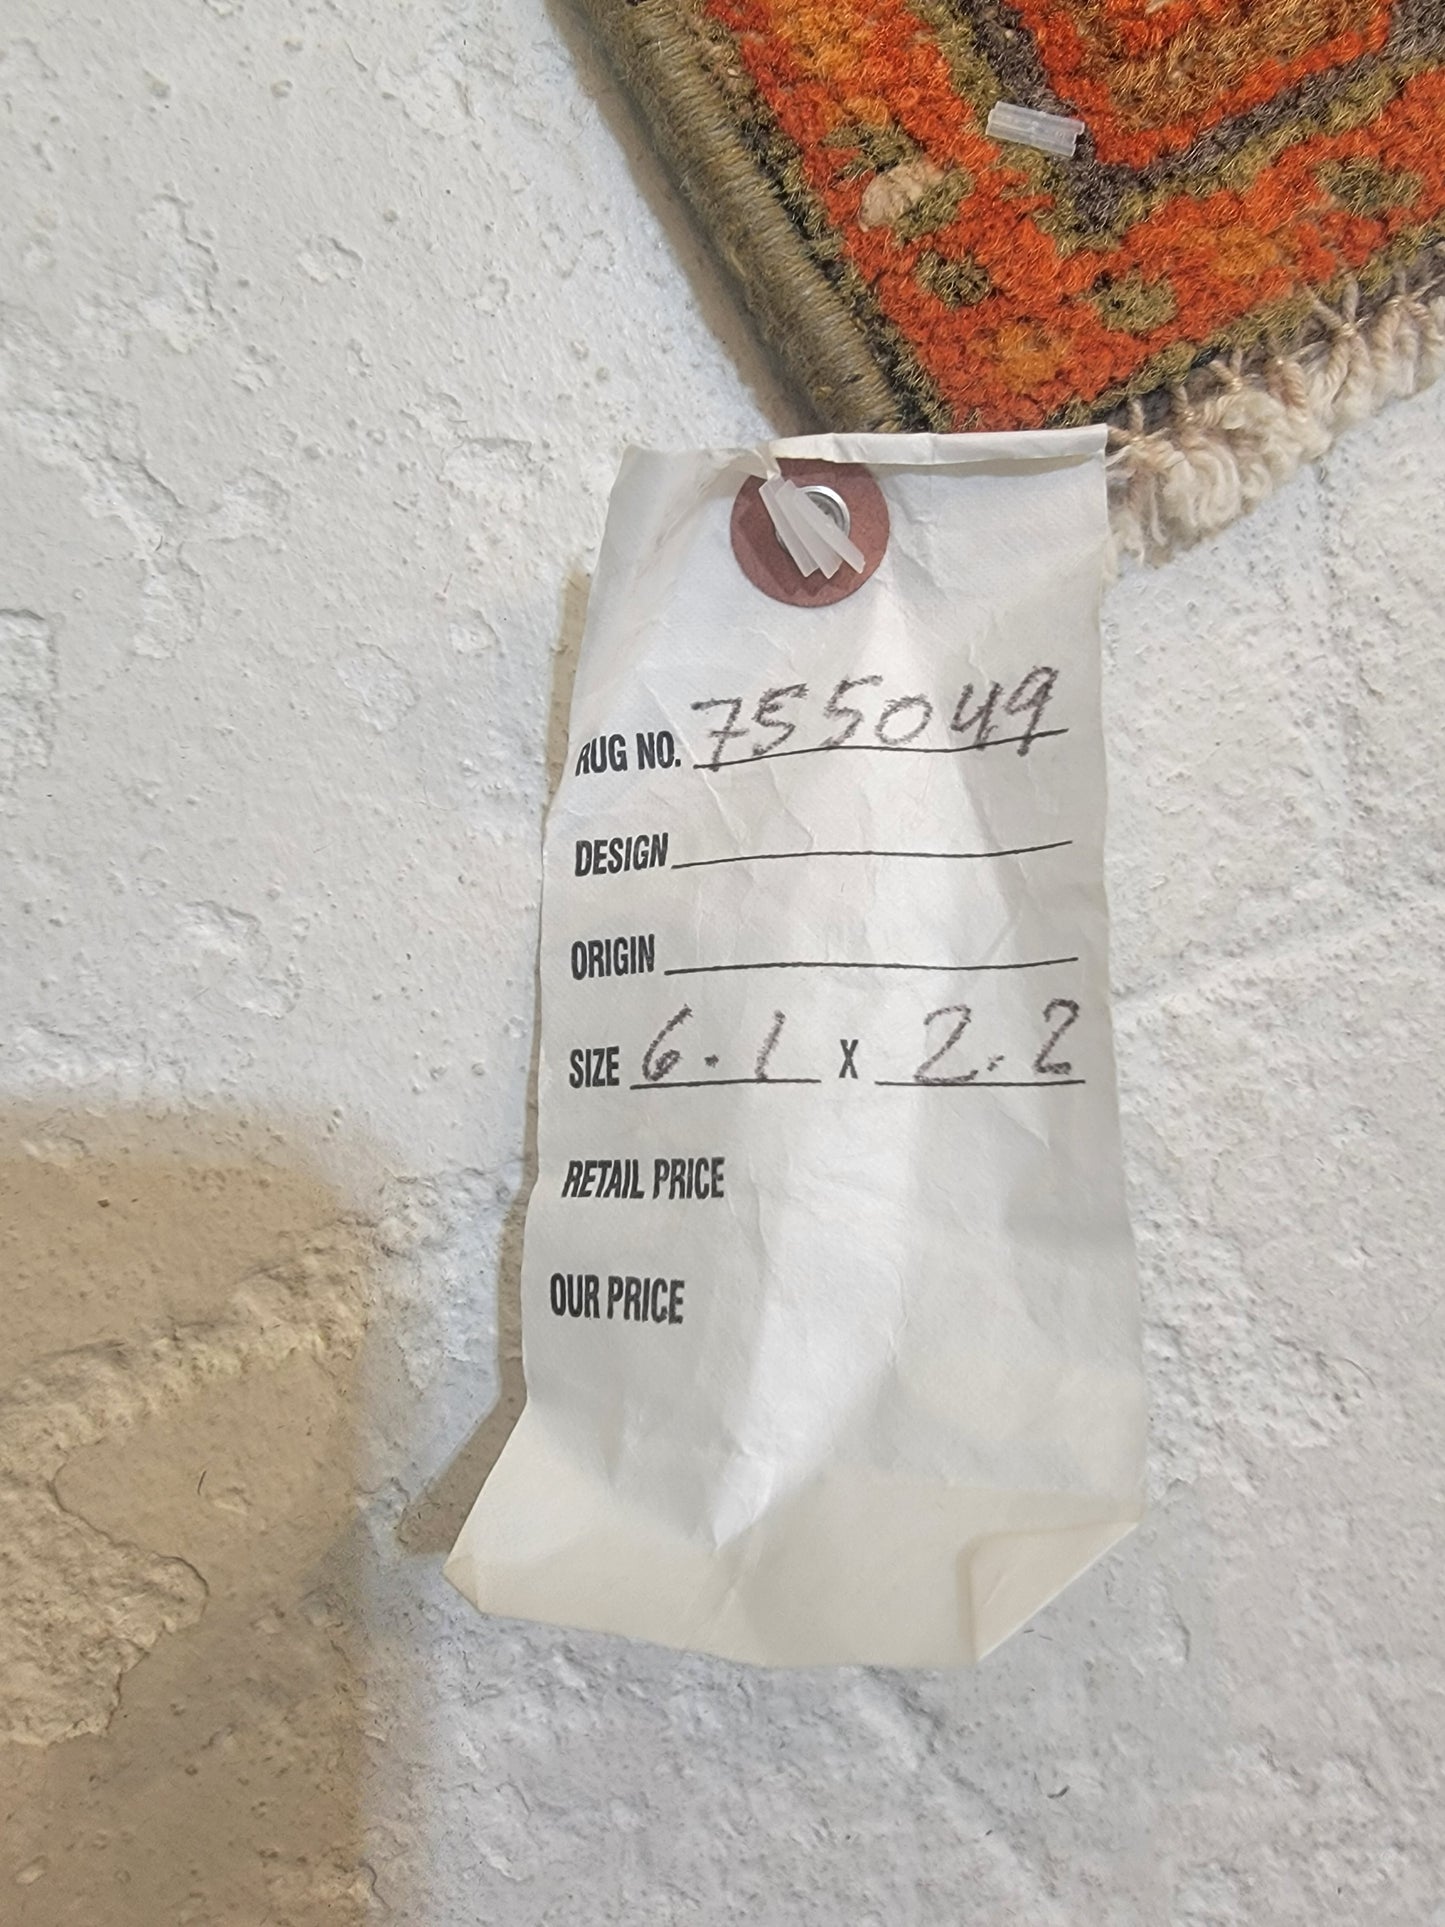 RUG NO. 755049
DESIGN
ORIGIN
SIZE 6.1 X 2.2
RETAIL PRICE
OUR PRICE